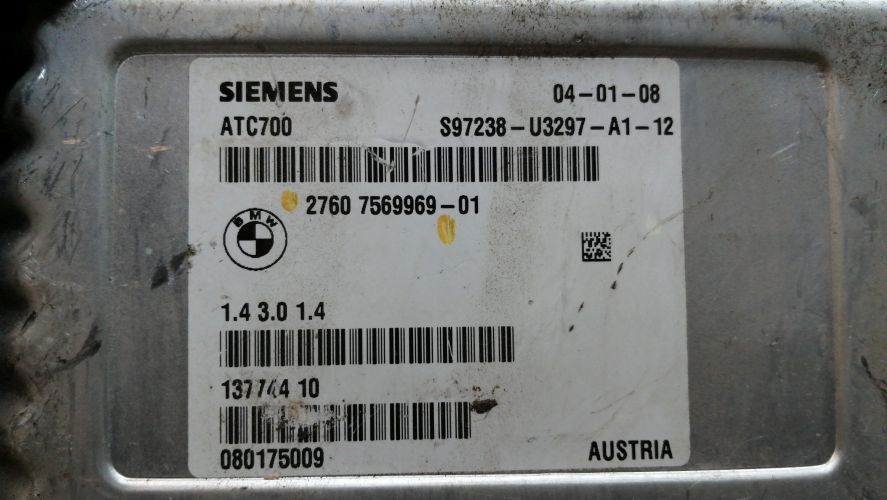 SIEMENS 04-01-08
ATC700 S97238-U3297-A1-12
2760 7569969-01
BMW
1.4 3.0 1.4
10
080175009 AUSTRIA